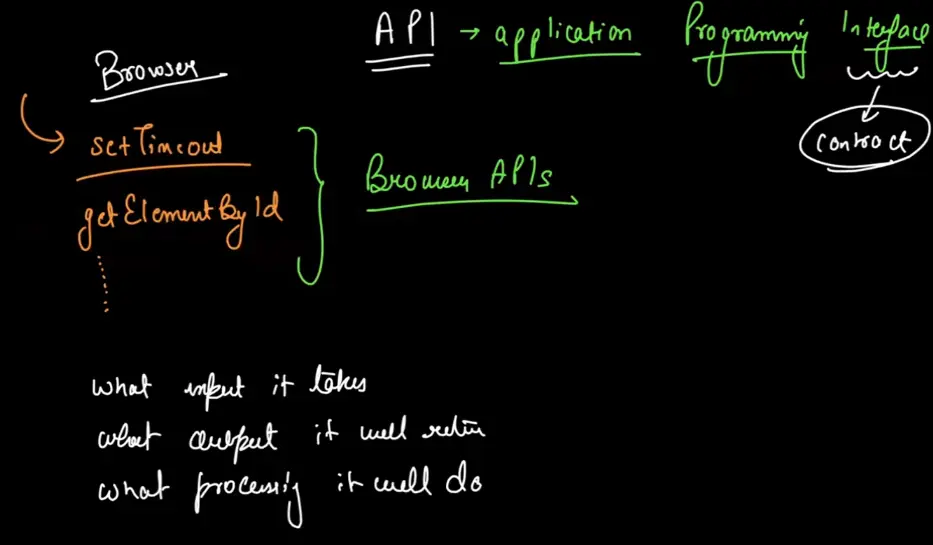 API → application Programming Interface
contract
Browser
setTimeout
getElementById
Browser APIs
what input it takes
what output it will return
what processing it will do